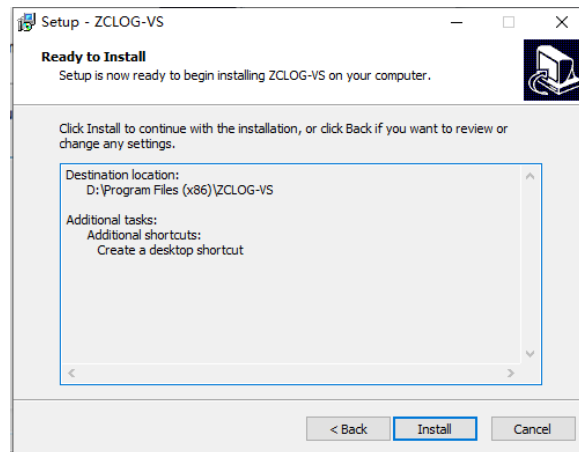 Setup - ZCLOG-VS
Ready to Install
Setup is now ready to begin installing ZCLOG-VS on your computer.
Click Install to continue with the installation, or click Back if you want to review or
change any settings.
Destination location:
D:\Program Files (x86)\ZCLOG-VS
Additional tasks:
Additional shortcuts:
Create a desktop shortcut
< Back
Install
Cancel